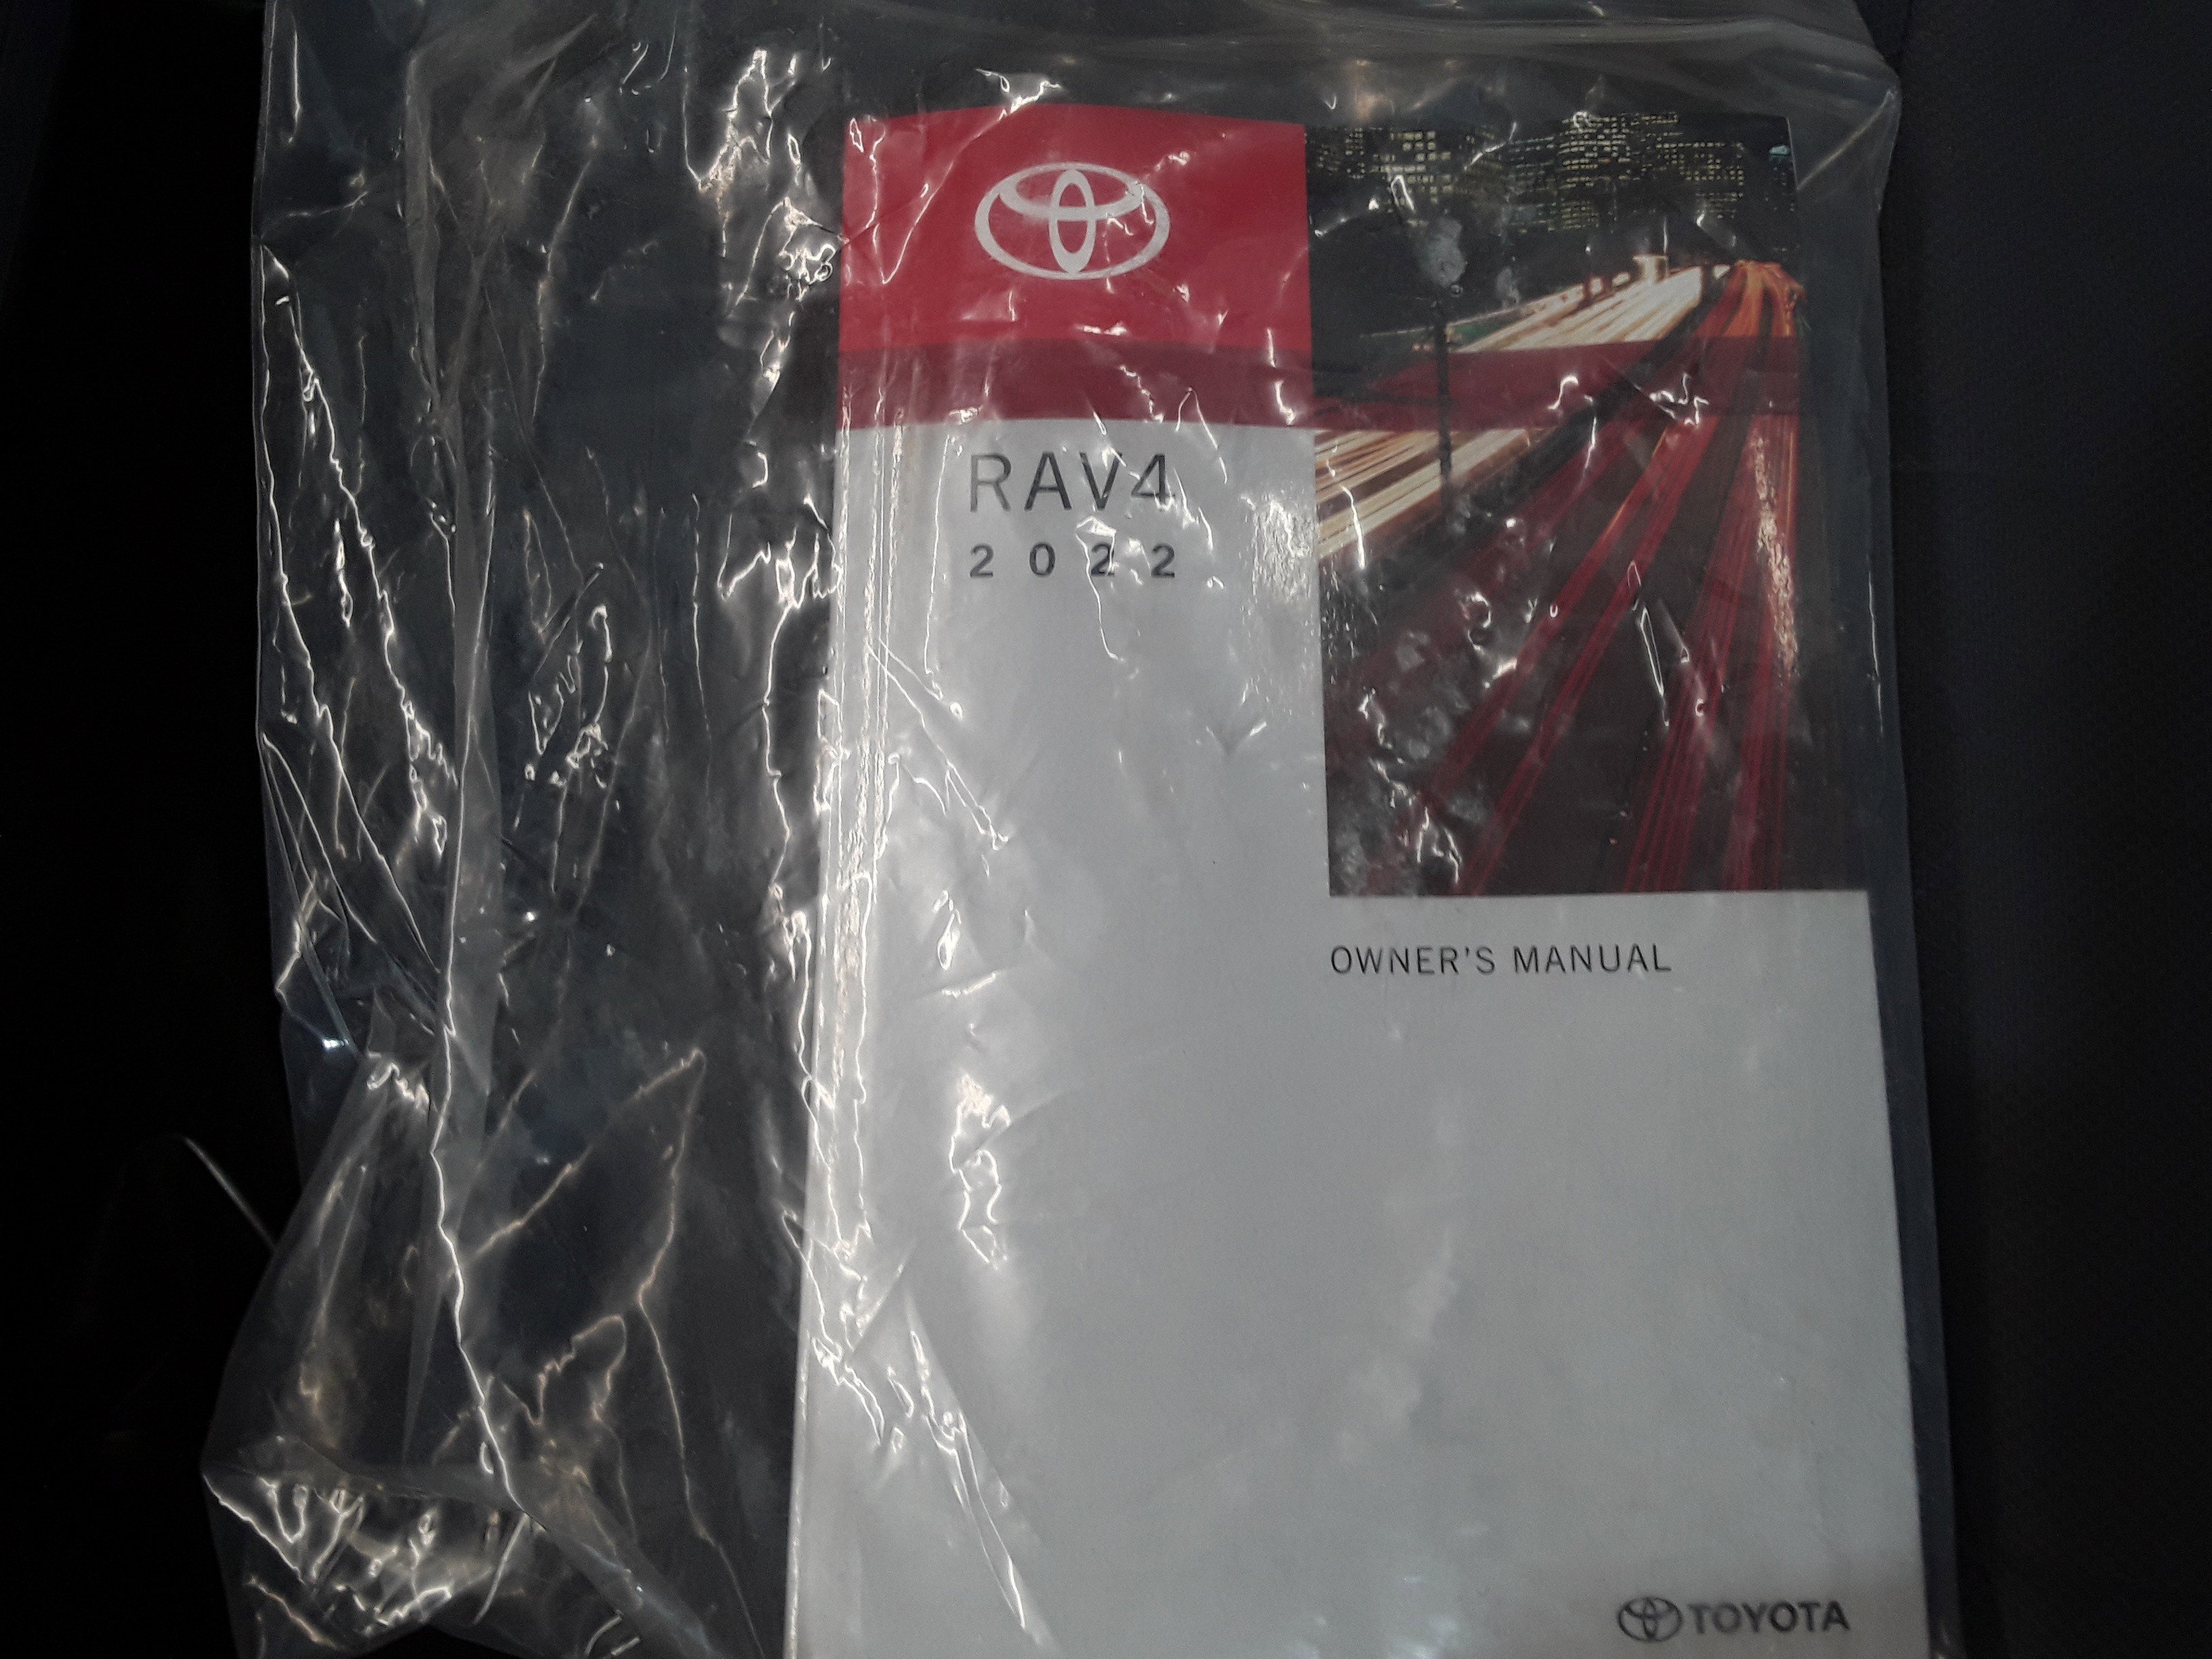 RAV4
2022
OWNER'S MANUAL
TOYOTA